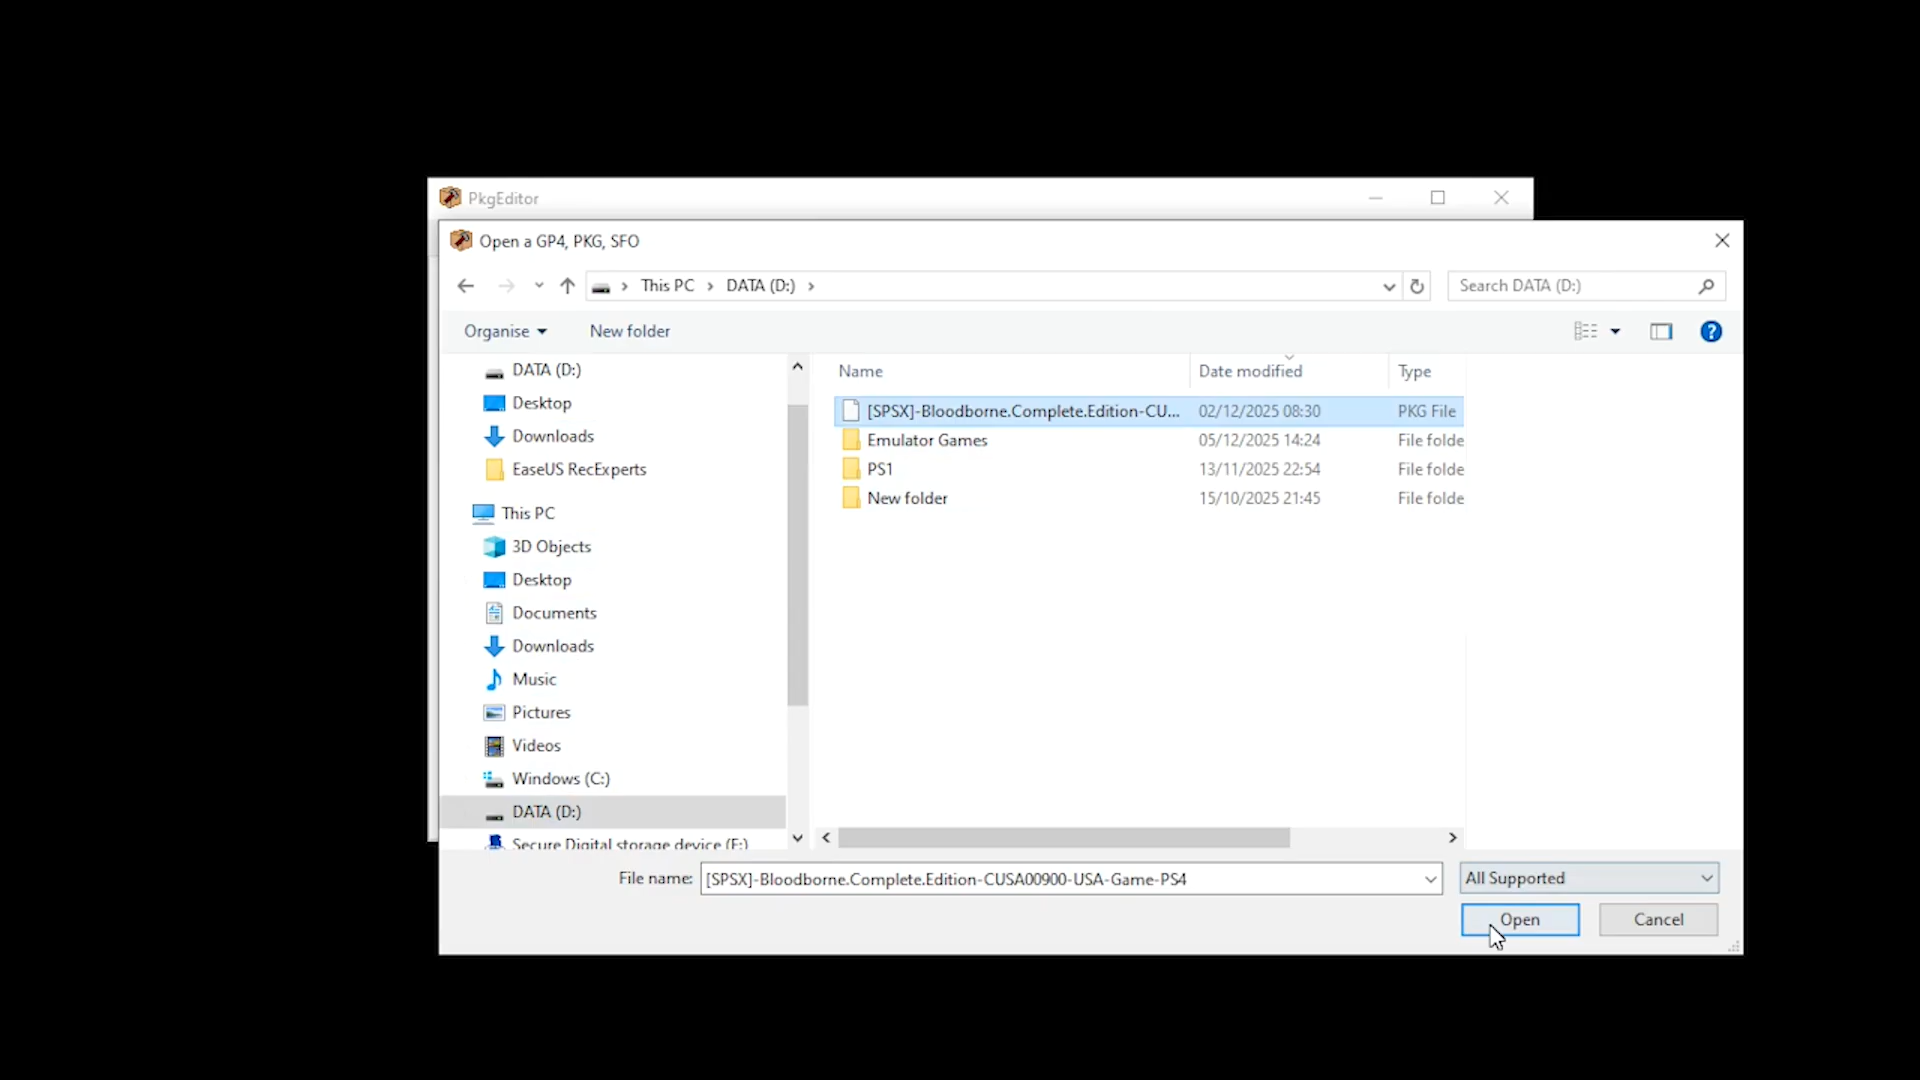 PkgEditor
Open a GP4, PKG, SFO
This PC
DATA (D:)
Search DATA (D:)
Organise
New folder
DATA (D:)
Desktop
Downloads
EaseUS RecExperts
This PC
3D Objects
Desktop
Documents
Downloads
Music
Pictures
Videos
Windows (C:)
DATA (D:)
Secure Digital storage device (E:)
Name Date modified Type
[SPSX]-Bloodborne.Complete.Edition-CU... 02/12/2025 08:30 PKG File
Emulator Games 05/12/2025 14:24 File folde
PS1 13/11/2025 22:54 File folde
New folder 15/10/2025 21:45 File folde
File name: [SPSX]-Bloodborne.Complete.Edition-CUSA00900-USA-Game-PS4
All Supported
Open
Cancel